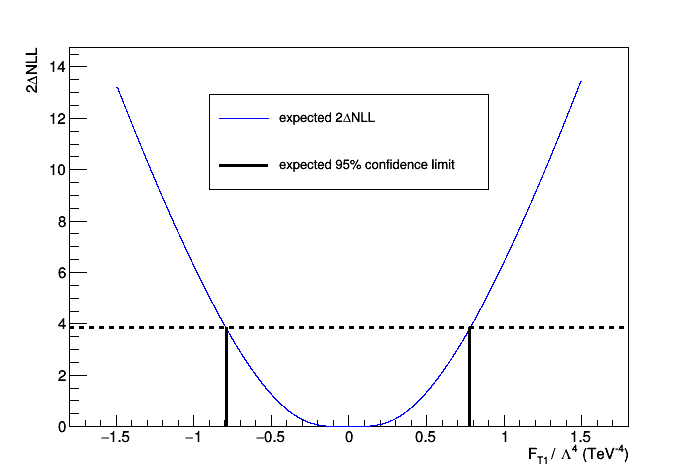 2ΔNLL
14
12
10
8
6
4
2
0
expected 2ΔNLL
expected 95% confidence limit
−1.5 −1 −0.5 0 0.5 1 1.5
F_T1 / Λ^4 (TeV^-4)